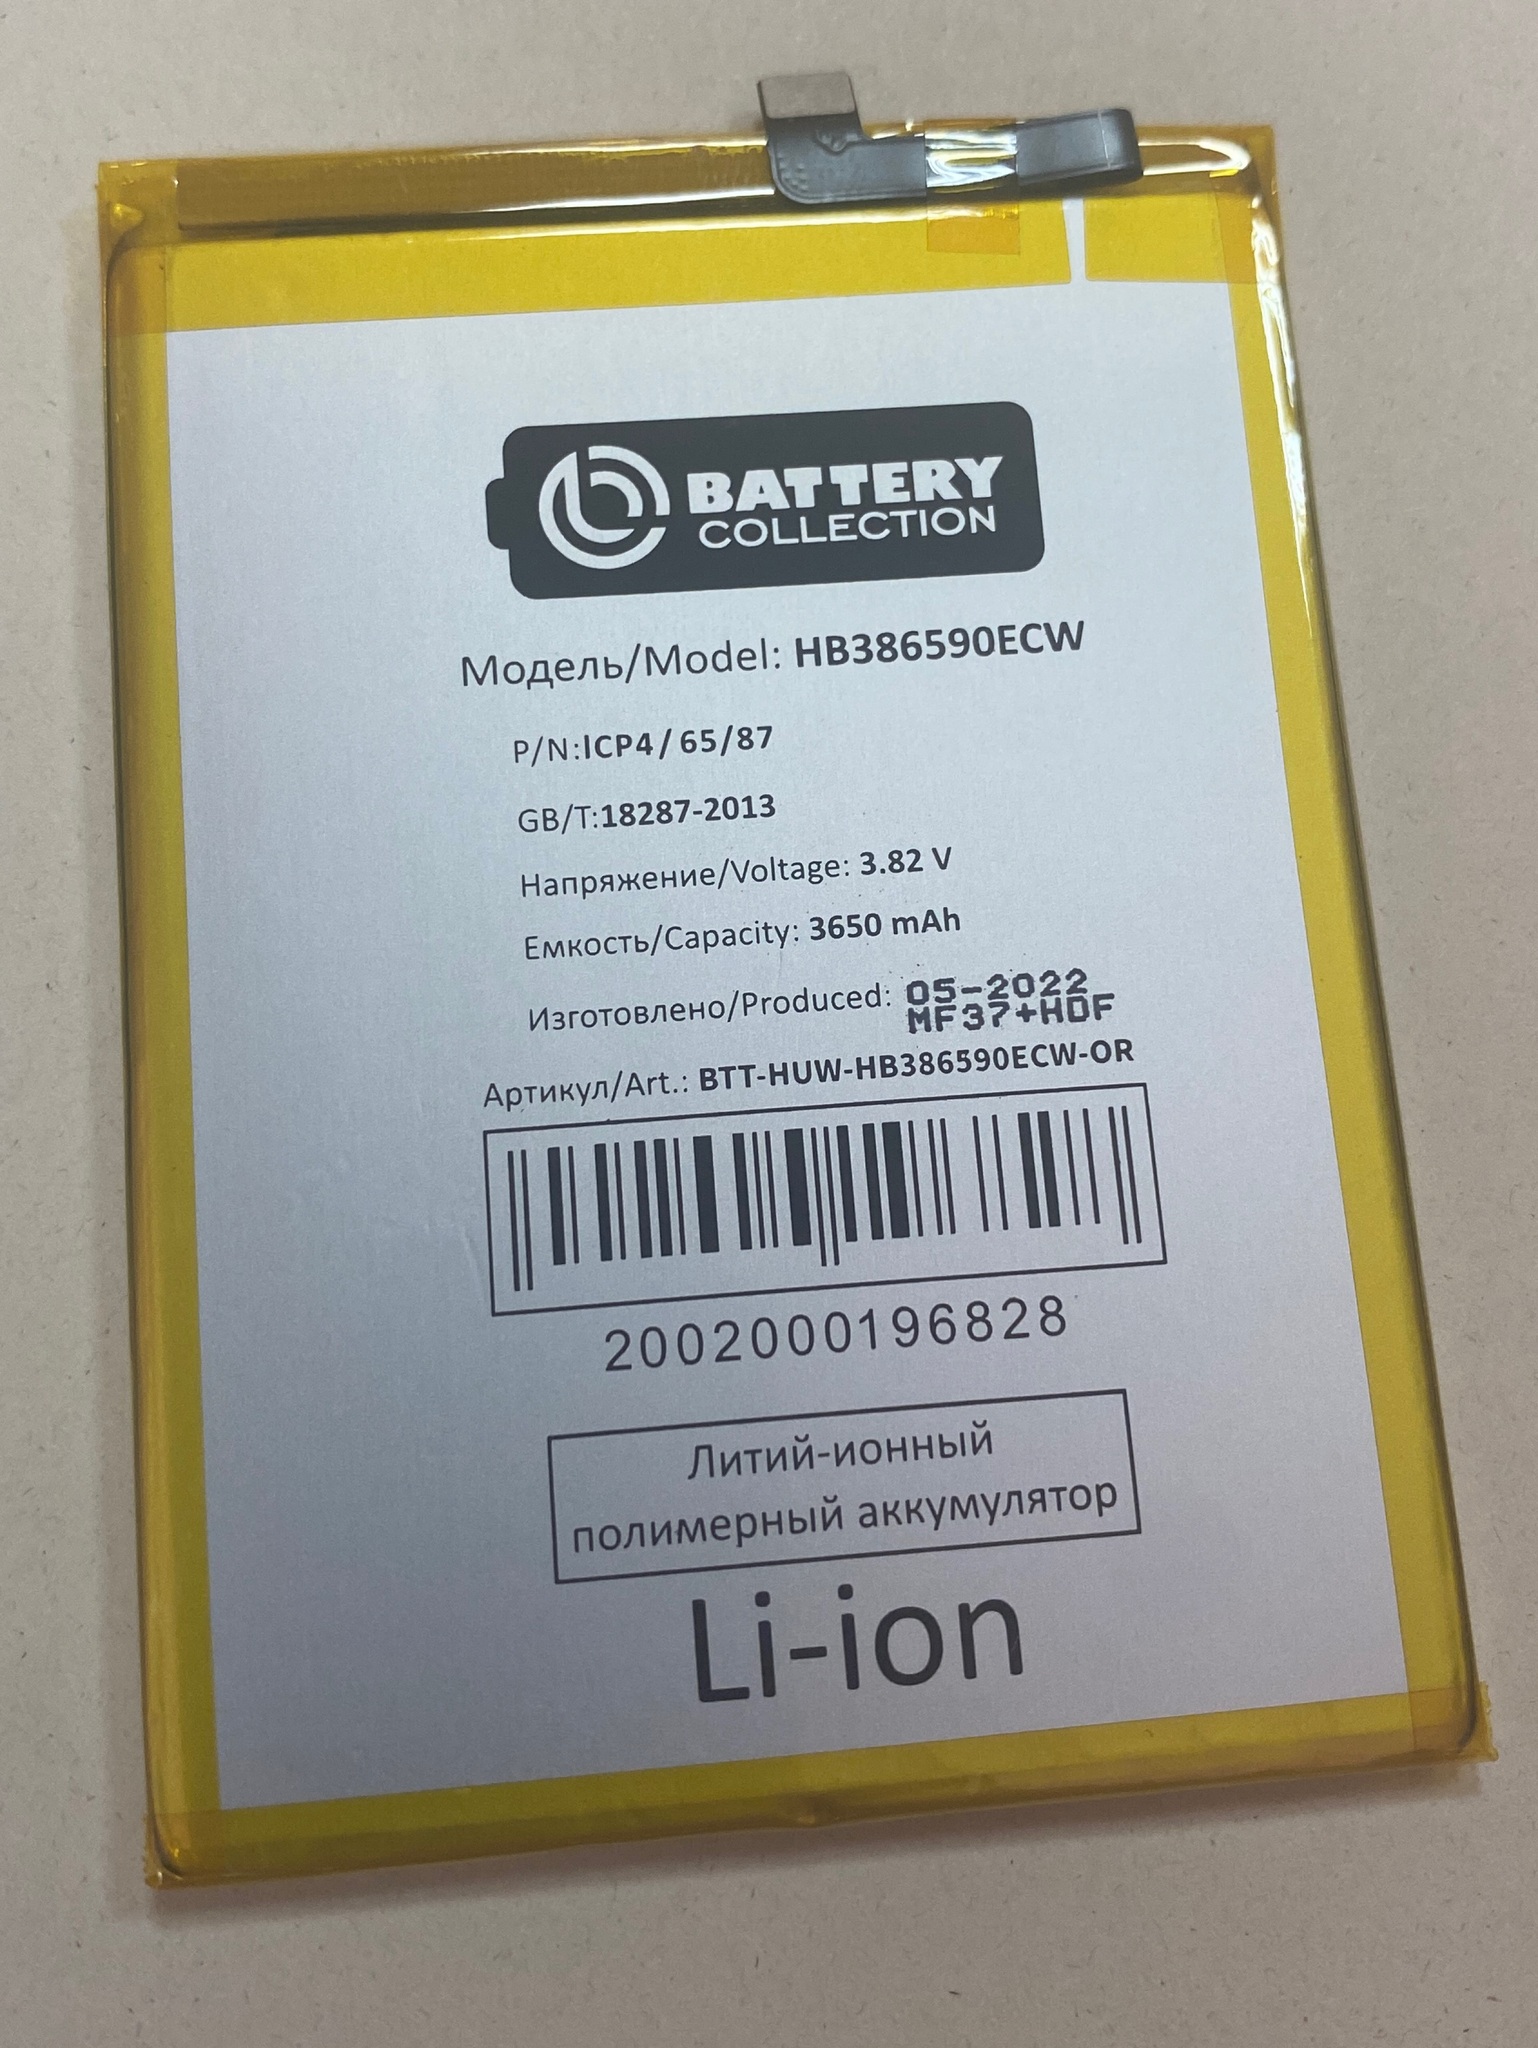 BATTERY
COLLECTION
Модель/Model: HB386590ECW
P/N:ICP4/65/87
GB/T:18287-2013
Напряжение/Voltage: 3.82 V
Емкость/Capacity: 3650 mAh
Изготовлено/Produced: 05-2022
MF37+HDF
Артикул/Art.: BTT-HUW-HB386590ECW-OR
2002000196828
Литий-ионный
полимерный аккумулятор
Li-ion